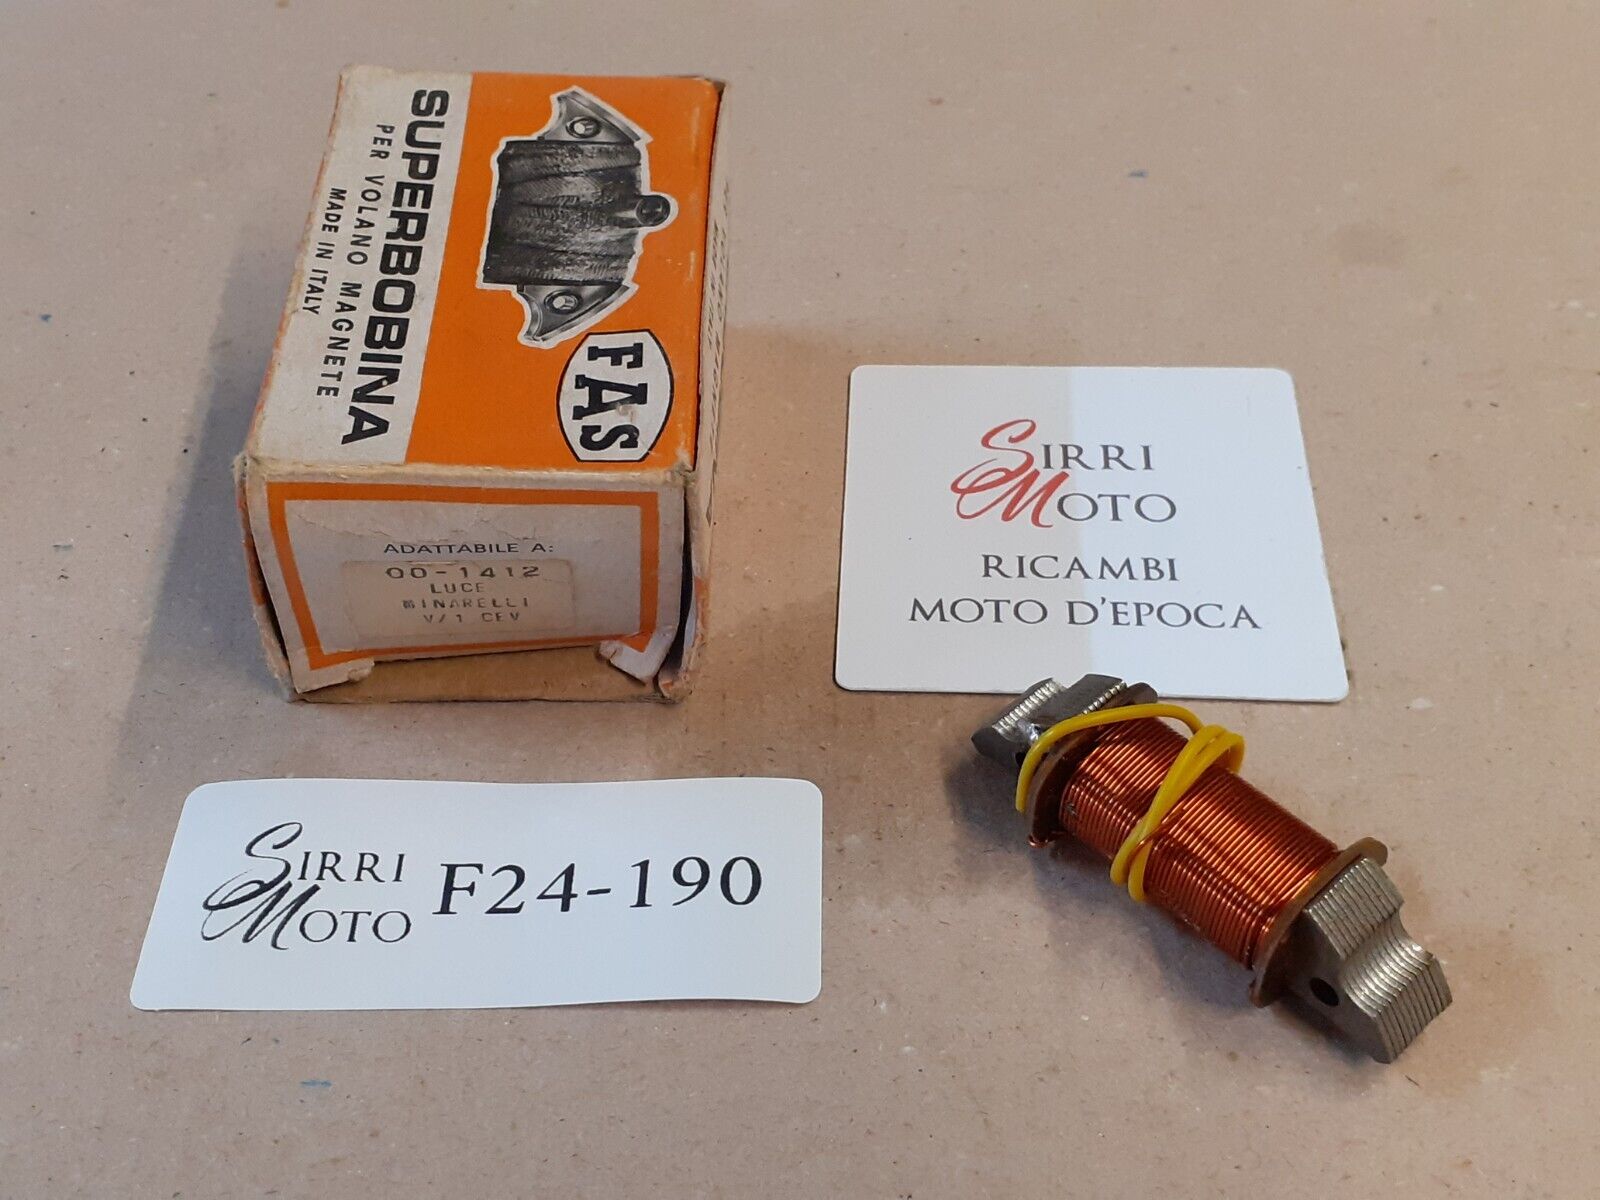 SUPERBOBINA
PER VOLANO MAGNETE
MADE IN ITALY
FAS
ADATTABILE A:
00-1412
LUCE
MINARELLI
V/1 CEV
SIRRI
MOTO
RICAMBI
MOTO D'EPOCA
SIRRI
MOTO
F24-190